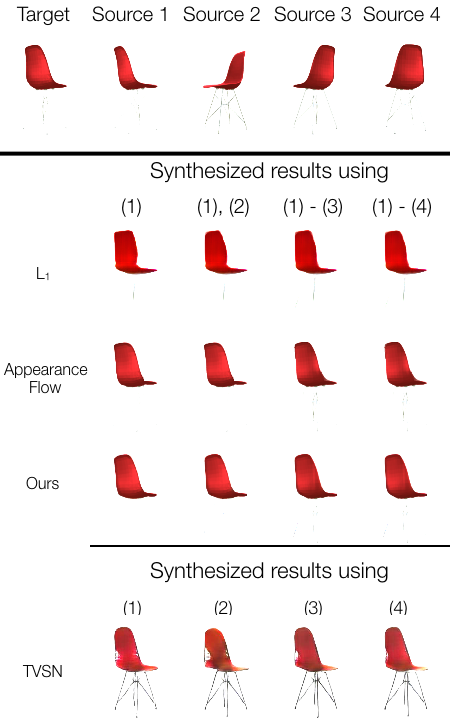 Target Source 1 Source 2 Source 3 Source 4
Synthesized results using
(1) (1), (2) (1) - (3) (1) - (4)
L₁
Appearance
Flow
Ours
Synthesized results using
(1) (2) (3) (4)
TVSN